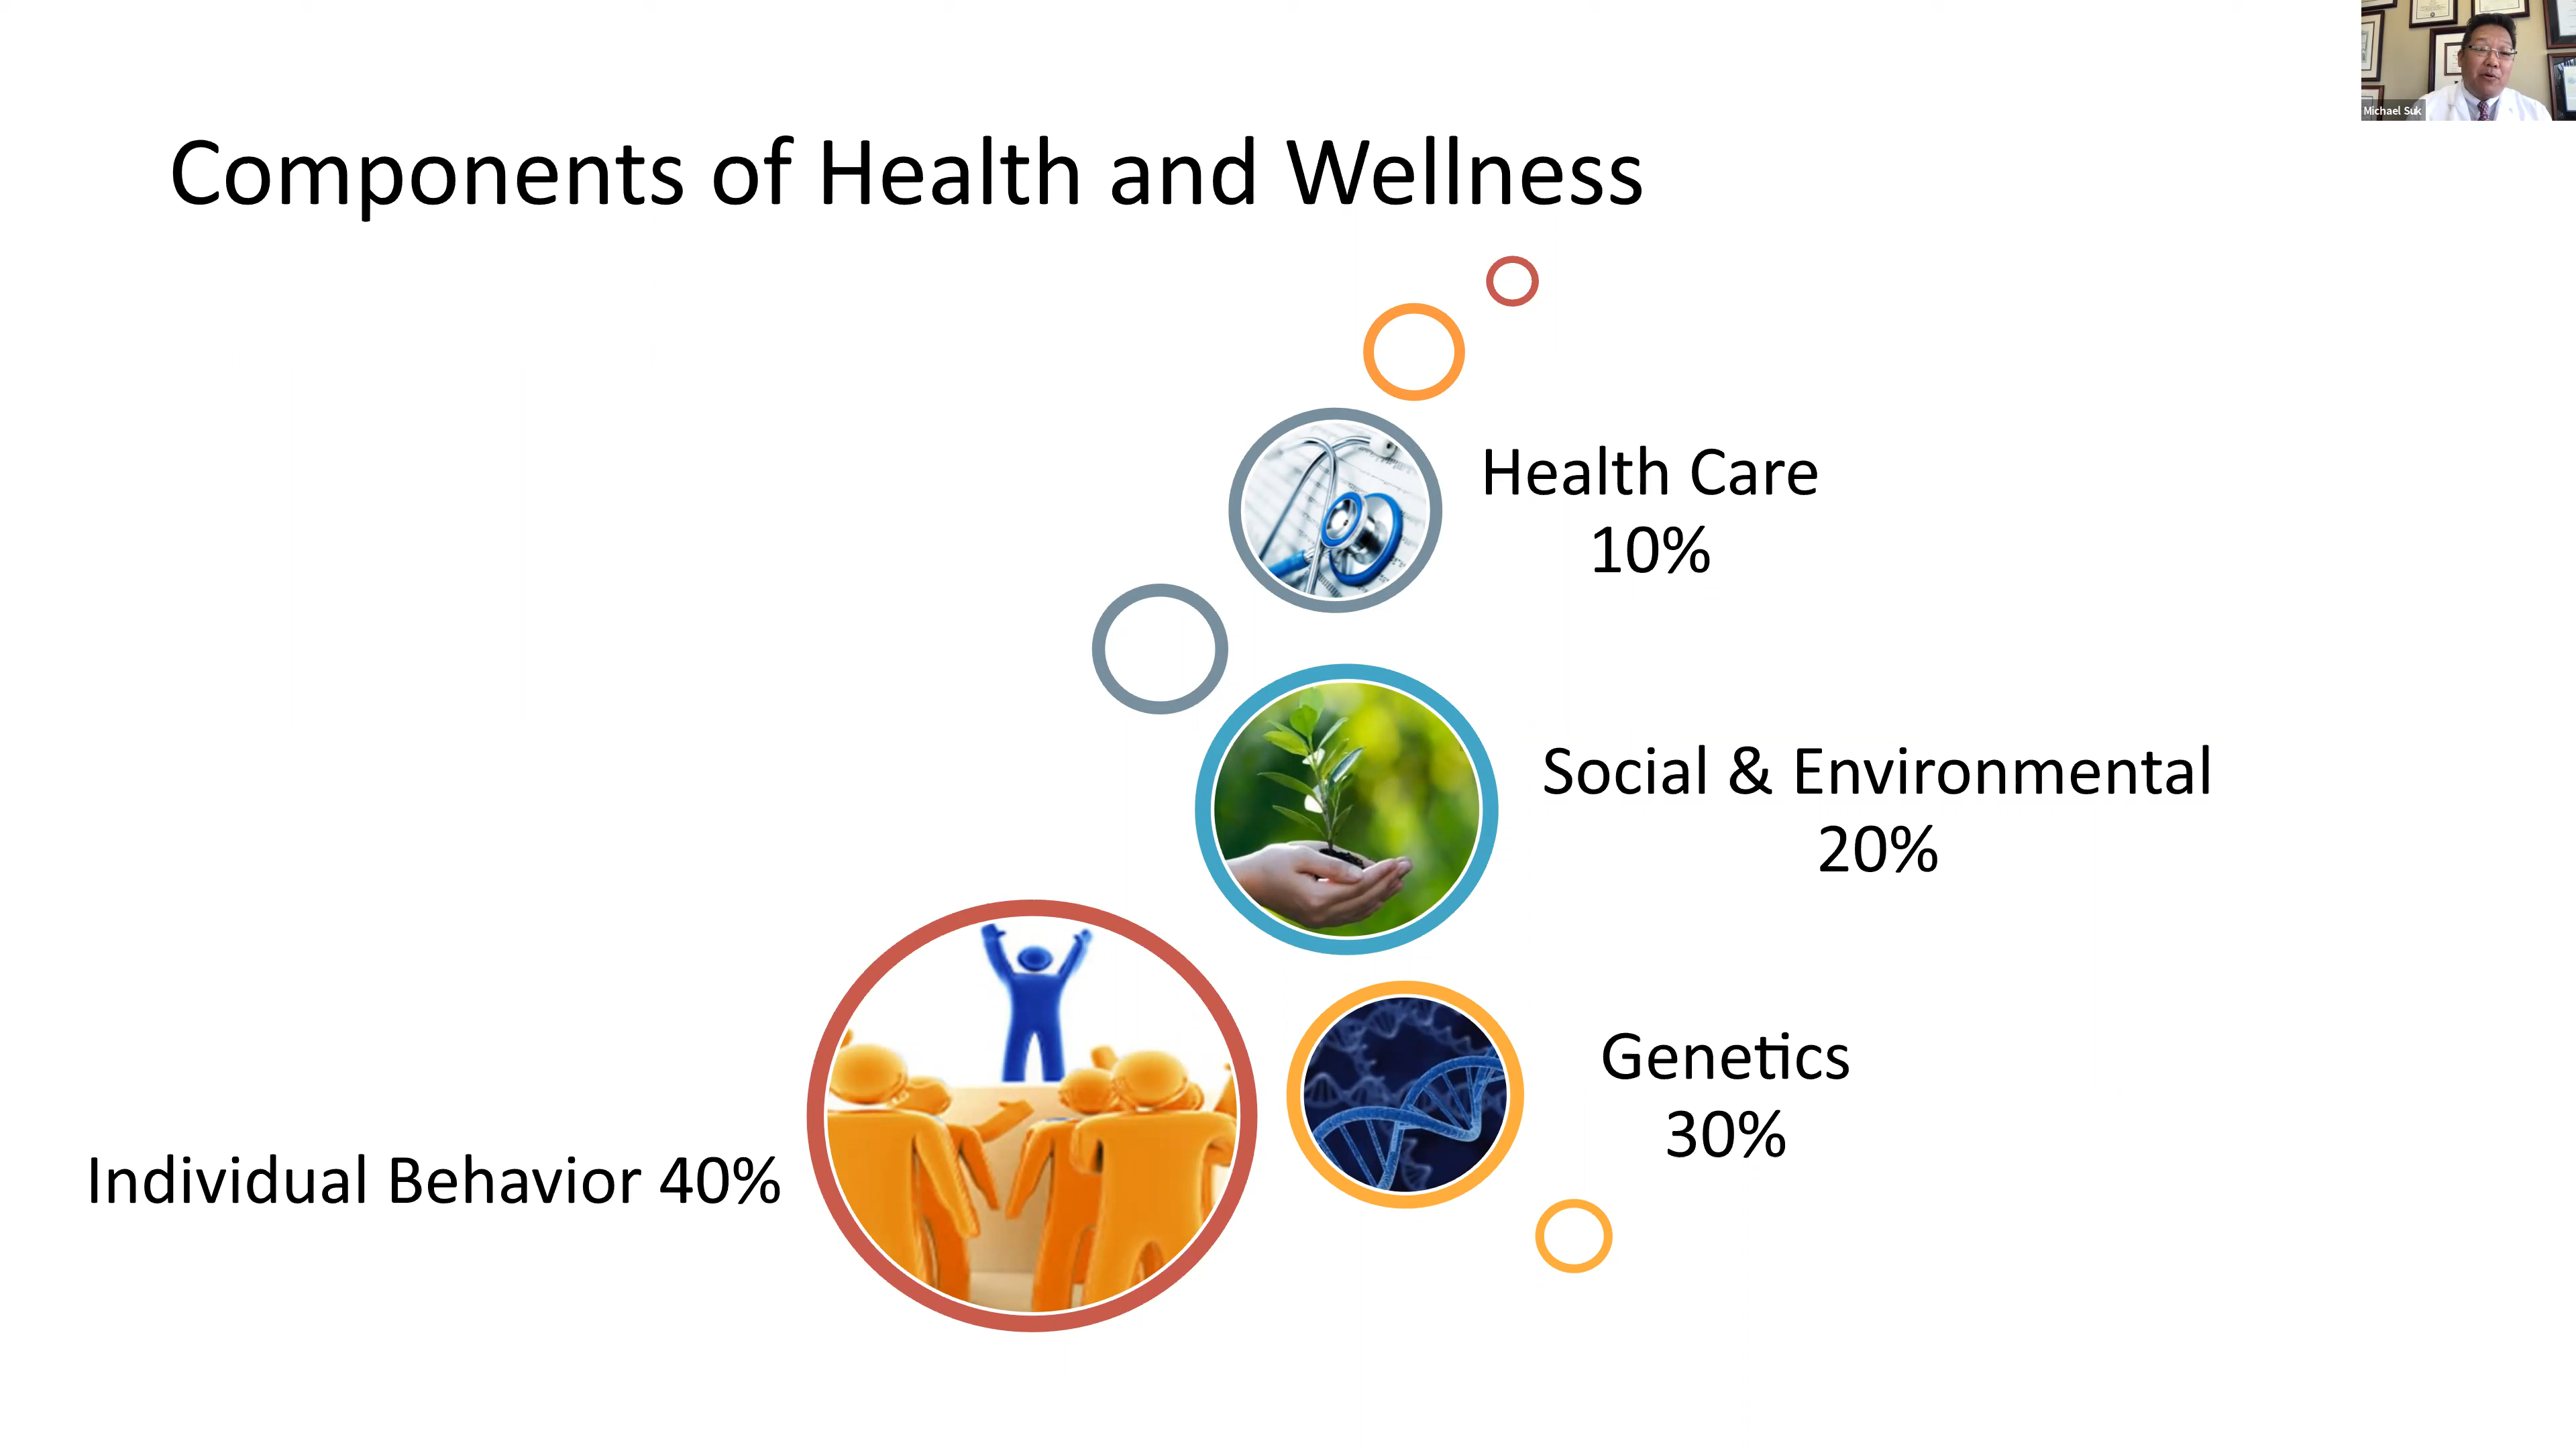 Michael Suk
Components of Health and Wellness
Health Care
10%
Social & Environmental
20%
Genetics
30%
Individual Behavior 40%